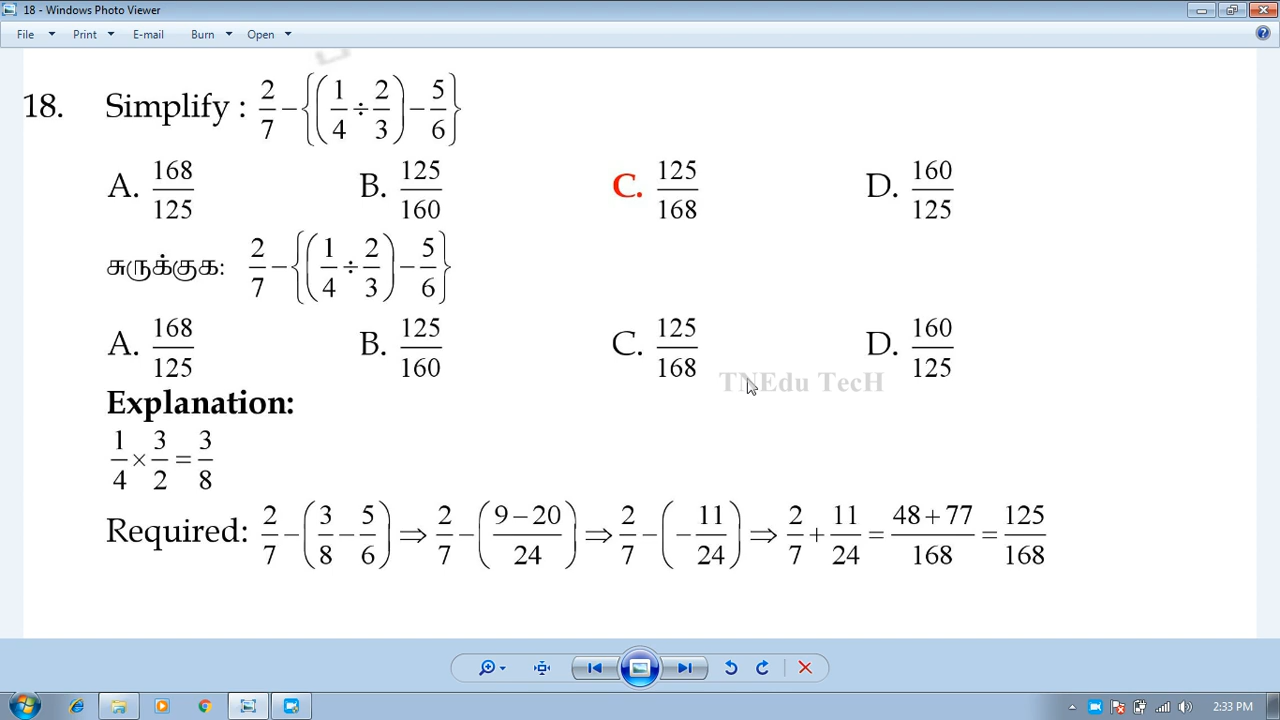 18 - Windows Photo Viewer
File Print E-mail Burn Open
18. Simplify : 2/7 − {(1/4 ÷ 2/3) − 5/6}
A. 168/125 B. 125/160 C. 125/168 D. 160/125
சுருக்குக: 2/7 − {(1/4 ÷ 2/3) − 5/6}
A. 168/125 B. 125/160 C. 125/168 D. 160/125
TNEdu TecH
Explanation:
1/4 × 3/2 = 3/8
Required: 2/7 − (3/8 − 5/6) ⇒ 2/7 − ((9 − 20)/24) ⇒ 2/7 − (− 11/24) ⇒ 2/7 + 11/24 = (48 + 77)/168 = 125/168
2:33 PM